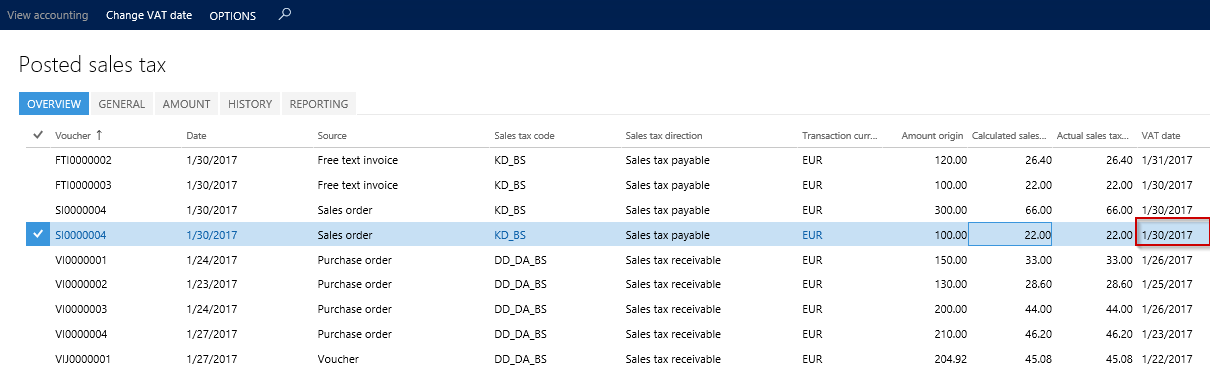 View accounting Change VAT date OPTIONS
Posted sales tax
OVERVIEW GENERAL AMOUNT HISTORY REPORTING
Voucher ↑ Date Source Sales tax code Sales tax direction Transaction curr... Amount origin Calculated sales... Actual sales tax... VAT date
FTI0000002 1/30/2017 Free text invoice KD_BS Sales tax payable EUR 120.00 26.40 26.40 1/31/2017
FTI0000003 1/30/2017 Free text invoice KD_BS Sales tax payable EUR 100.00 22.00 22.00 1/30/2017
SI0000004 1/30/2017 Sales order KD_BS Sales tax payable EUR 300.00 66.00 66.00 1/30/2017
SI0000004 1/30/2017 Sales order KD_BS Sales tax payable EUR 100.00 22.00 22.00 1/30/2017
VI0000001 1/24/2017 Purchase order DD_DA_BS Sales tax receivable EUR 150.00 33.00 33.00 1/26/2017
VI0000002 1/23/2017 Purchase order DD_DA_BS Sales tax receivable EUR 130.00 28.60 28.60 1/25/2017
VI0000003 1/24/2017 Purchase order DD_DA_BS Sales tax receivable EUR 200.00 44.00 44.00 1/26/2017
VI0000004 1/27/2017 Purchase order DD_DA_BS Sales tax receivable EUR 210.00 46.20 46.20 1/23/2017
VIJ0000001 1/27/2017 Voucher DD_DA_BS Sales tax receivable EUR 204.92 45.08 45.08 1/22/2017